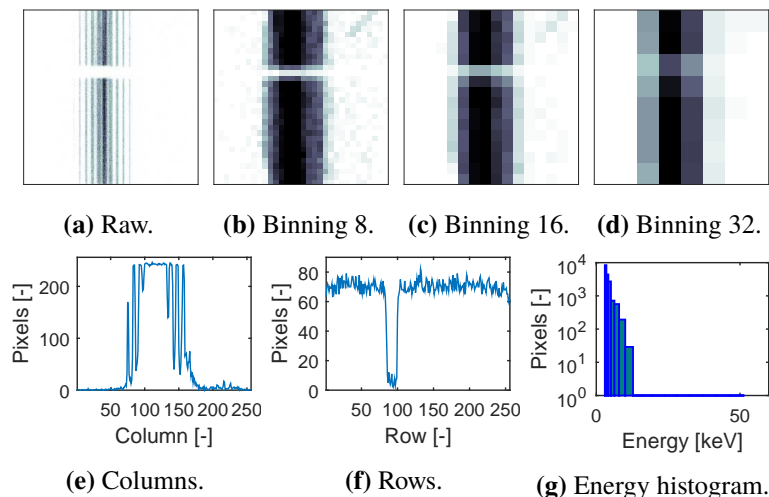 (a) Raw.
(b) Binning 8.
(c) Binning 16.
(d) Binning 32.
Pixels [-]
200
100
0
50 100 150 200 250
Column [-]
(e) Columns.
Pixels [-]
80
60
40
20
0
50 100 150 200 250
Row [-]
(f) Rows.
Pixels [-]
10^4
10^3
10^2
10^1
10^0
0 50
Energy [keV]
(g) Energy histogram.